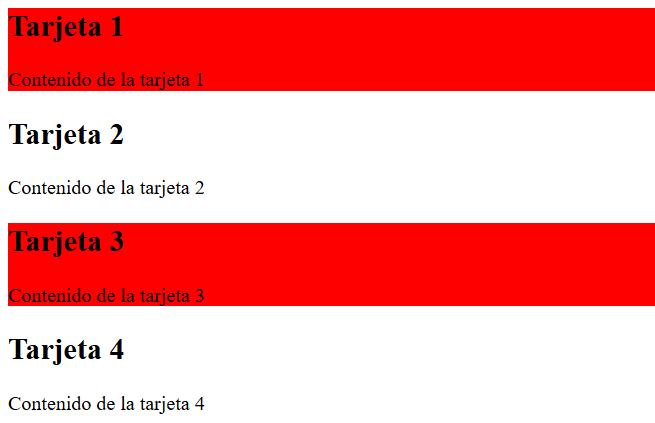 Tarjeta 1
Contenido de la tarjeta 1
Tarjeta 2
Contenido de la tarjeta 2
Tarjeta 3
Contenido de la tarjeta 3
Tarjeta 4
Contenido de la tarjeta 4